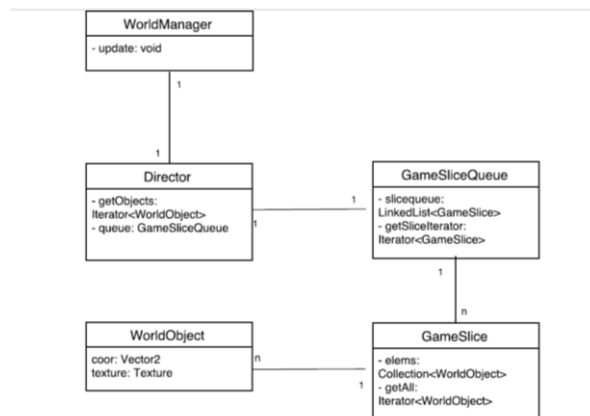 WorldManager
- update: void
1
1
Director
- getObjects:
Iterator<WorldObject>
- queue: GameSliceQueue
1
1
GameSliceQueue
- slicequeue:
LinkedList<GameSlice>
- getSliceIterator:
Iterator<GameSlice>
1
n
WorldObject
coor: Vector2
texture: Texture
n
1
GameSlice
- elems:
Collection<WorldObject>
- getAll:
Iterator<WorldObject>